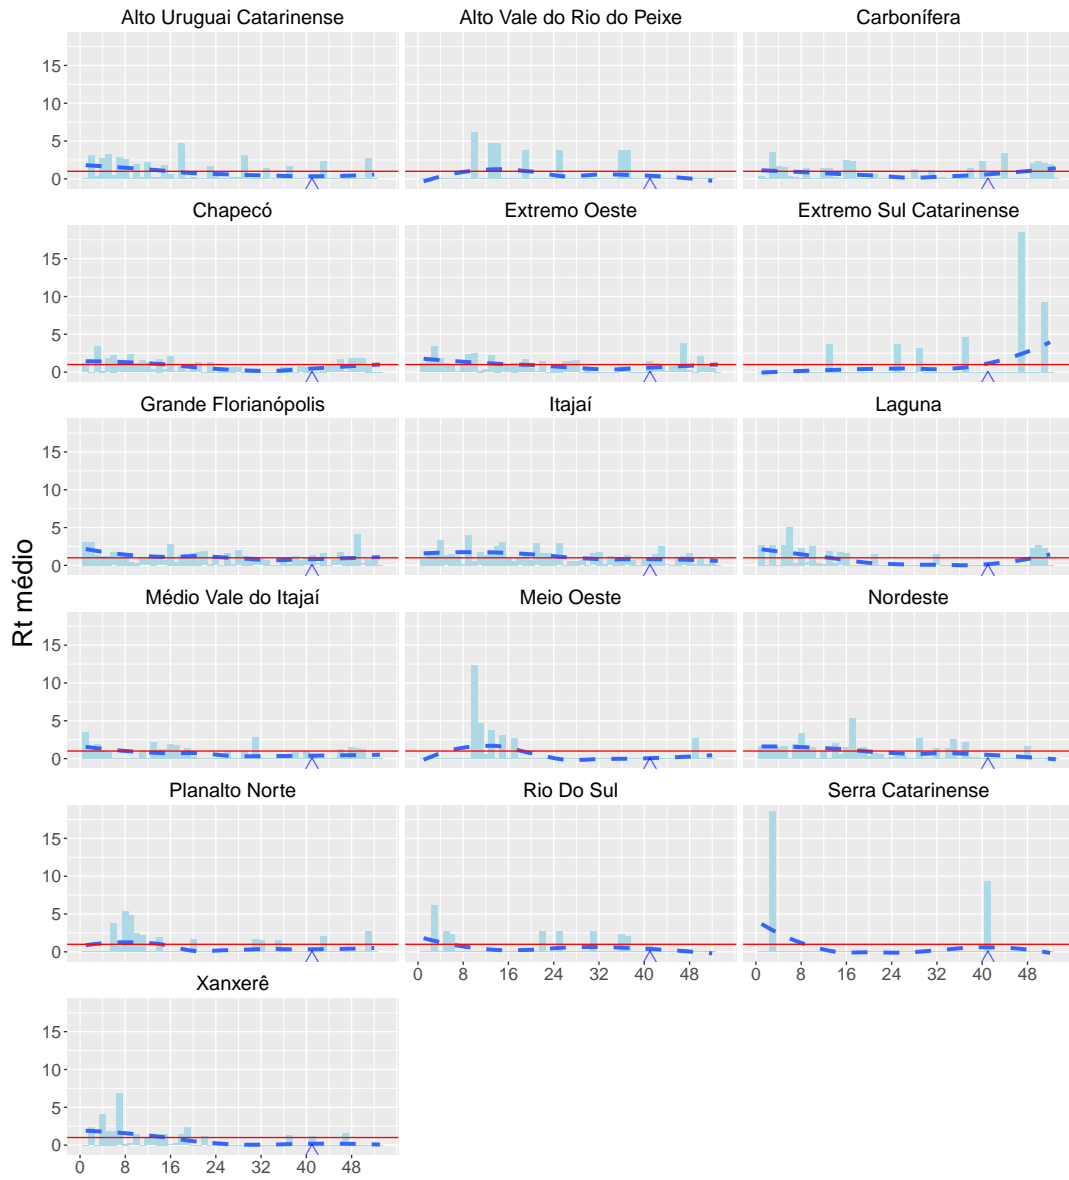 Alto Uruguai Catarinense Alto Vale do Rio do Peixe Carbonífera
15
10
5
0
Chapecó Extremo Oeste Extremo Sul Catarinense
15
10
5
0
Grande Florianópolis Itajaí Laguna
15
10
5
0
Rt médio
Médio Vale do Itajaí Meio Oeste Nordeste
15
10
5
0
Planalto Norte Rio Do Sul Serra Catarinense
15
10
5
0
0 8 16 24 32 40 48 0 8 16 24 32 40 48
Xanxerê
15
10
5
0
0 8 16 24 32 40 48